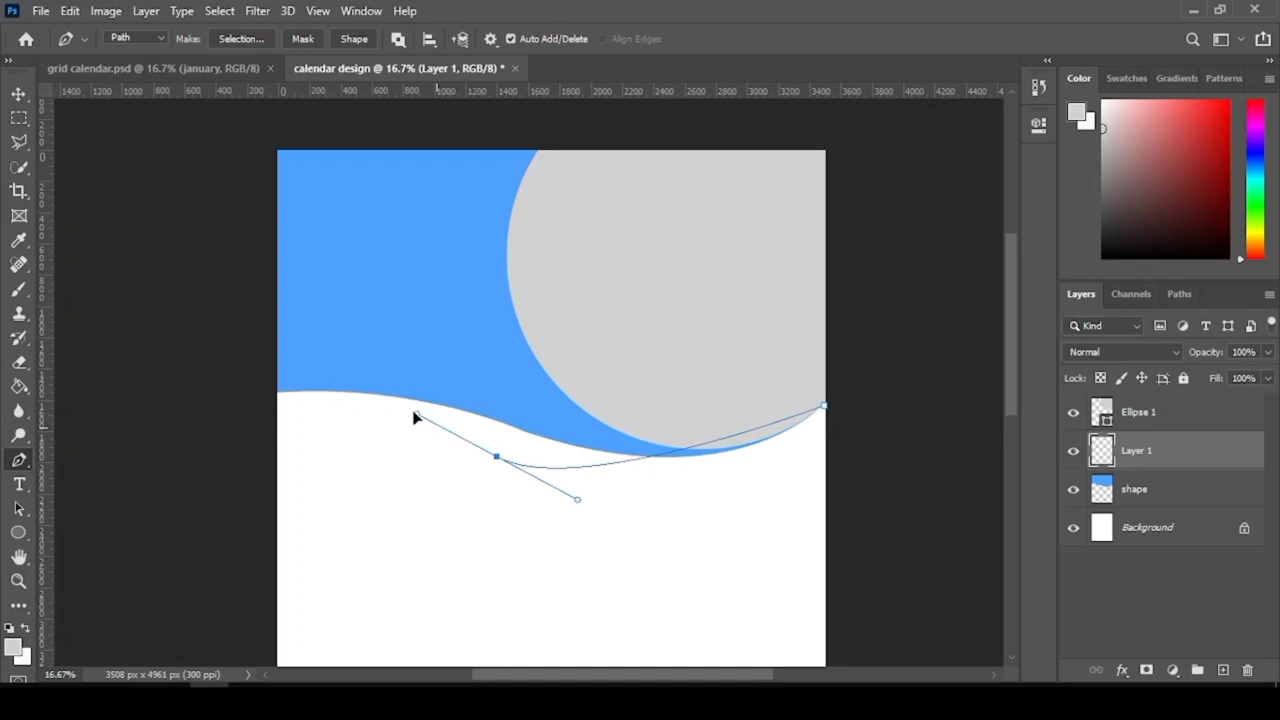 Ps File Edit Image Layer Type Select Filter 3D View Window Help
Path Make: Selection... Mask Shape Auto Add/Delete Align Edges
grid calendar.psd @ 16.7% (january, RGB/8) × calendar design @ 16.7% (Layer 1, RGB/8) * ×
1400 1200 1000 800 600 400 200 0 200 400 600 800 1000 1200 1400 1600 1800 2000 2200 2400 2600 2800 3000 3200 3400 3600 3800 4000 4200 4400 4
Color Swatches Gradients Patterns
Layers Channels Paths
Kind
Normal Opacity: 100%
Lock: Fill: 100%
Ellipse 1
Layer 1
shape
Background
16.67% 3508 px x 4961 px (300 ppi)